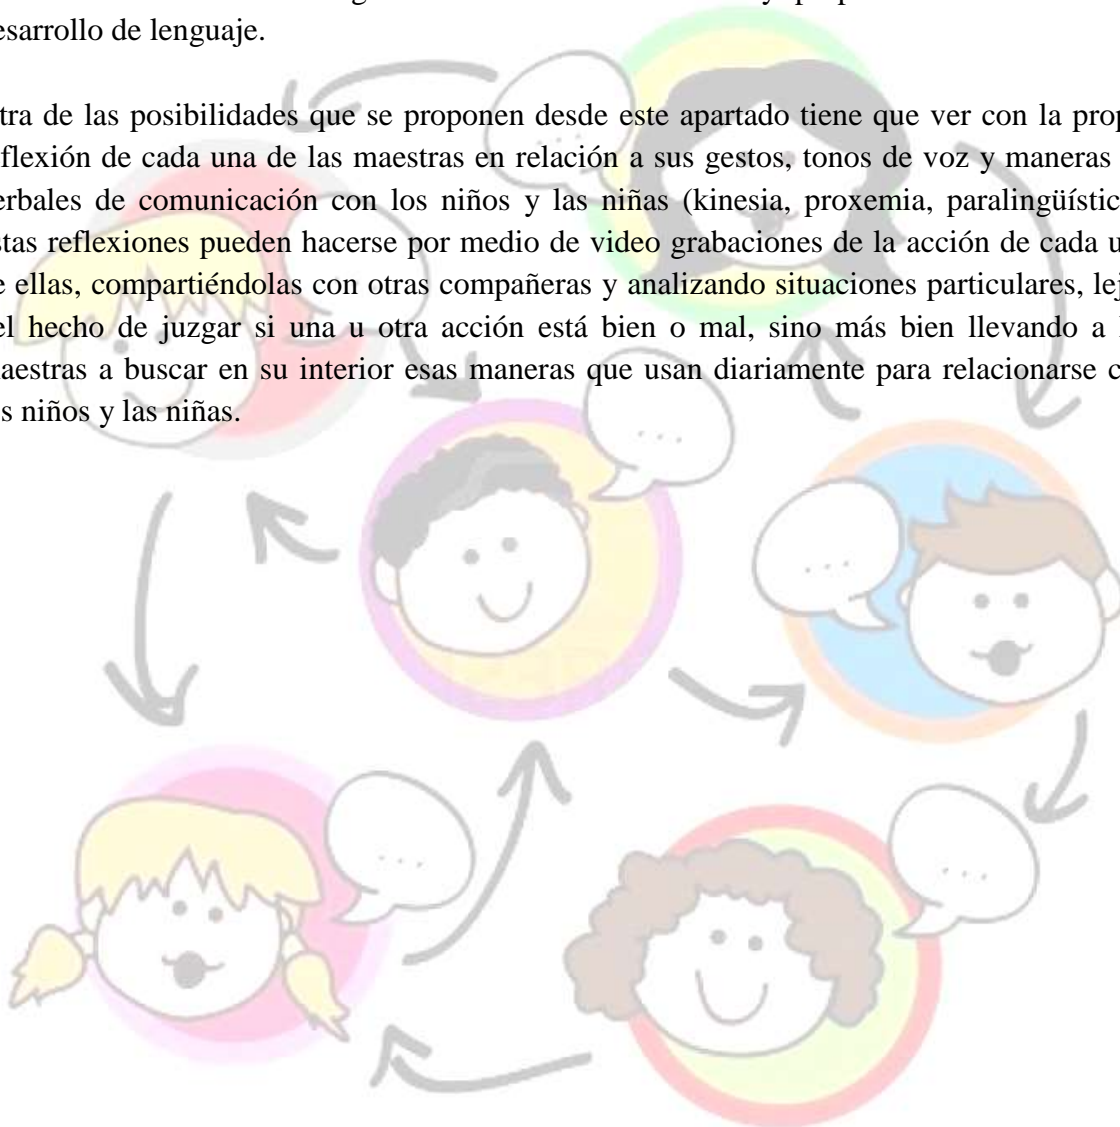 esarrollo de lenguaje.
tra de las posibilidades que se proponen desde este apartado tiene que ver con la prop
flexión de cada una de las maestras en relación a sus gestos, tonos de voz y maneras
erbales de comunicación con los niños y las niñas (kinesia, proxemia, paralingüístic
stas reflexiones pueden hacerse por medio de video grabaciones de la acción de cada u
e ellas, compartiéndolas con otras compañeras y analizando situaciones particulares, lej
el hecho de juzgar si una u otra acción está bien o mal, sino más bien llevando a
aestras a buscar en su interior esas maneras que usan diariamente para relacionarse c
s niños y las niñas.
...
...
...
...
...